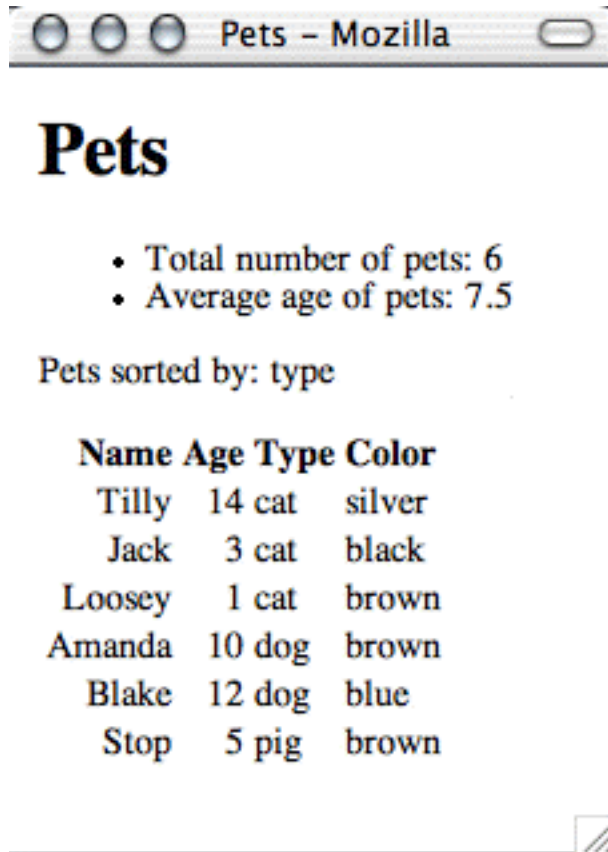 Pets – Mozilla
Pets
• Total number of pets: 6
• Average age of pets: 7.5
Pets sorted by: type
Name Age Type Color
Tilly 14 cat silver
Jack 3 cat black
Loosey 1 cat brown
Amanda 10 dog brown
Blake 12 dog blue
Stop 5 pig brown